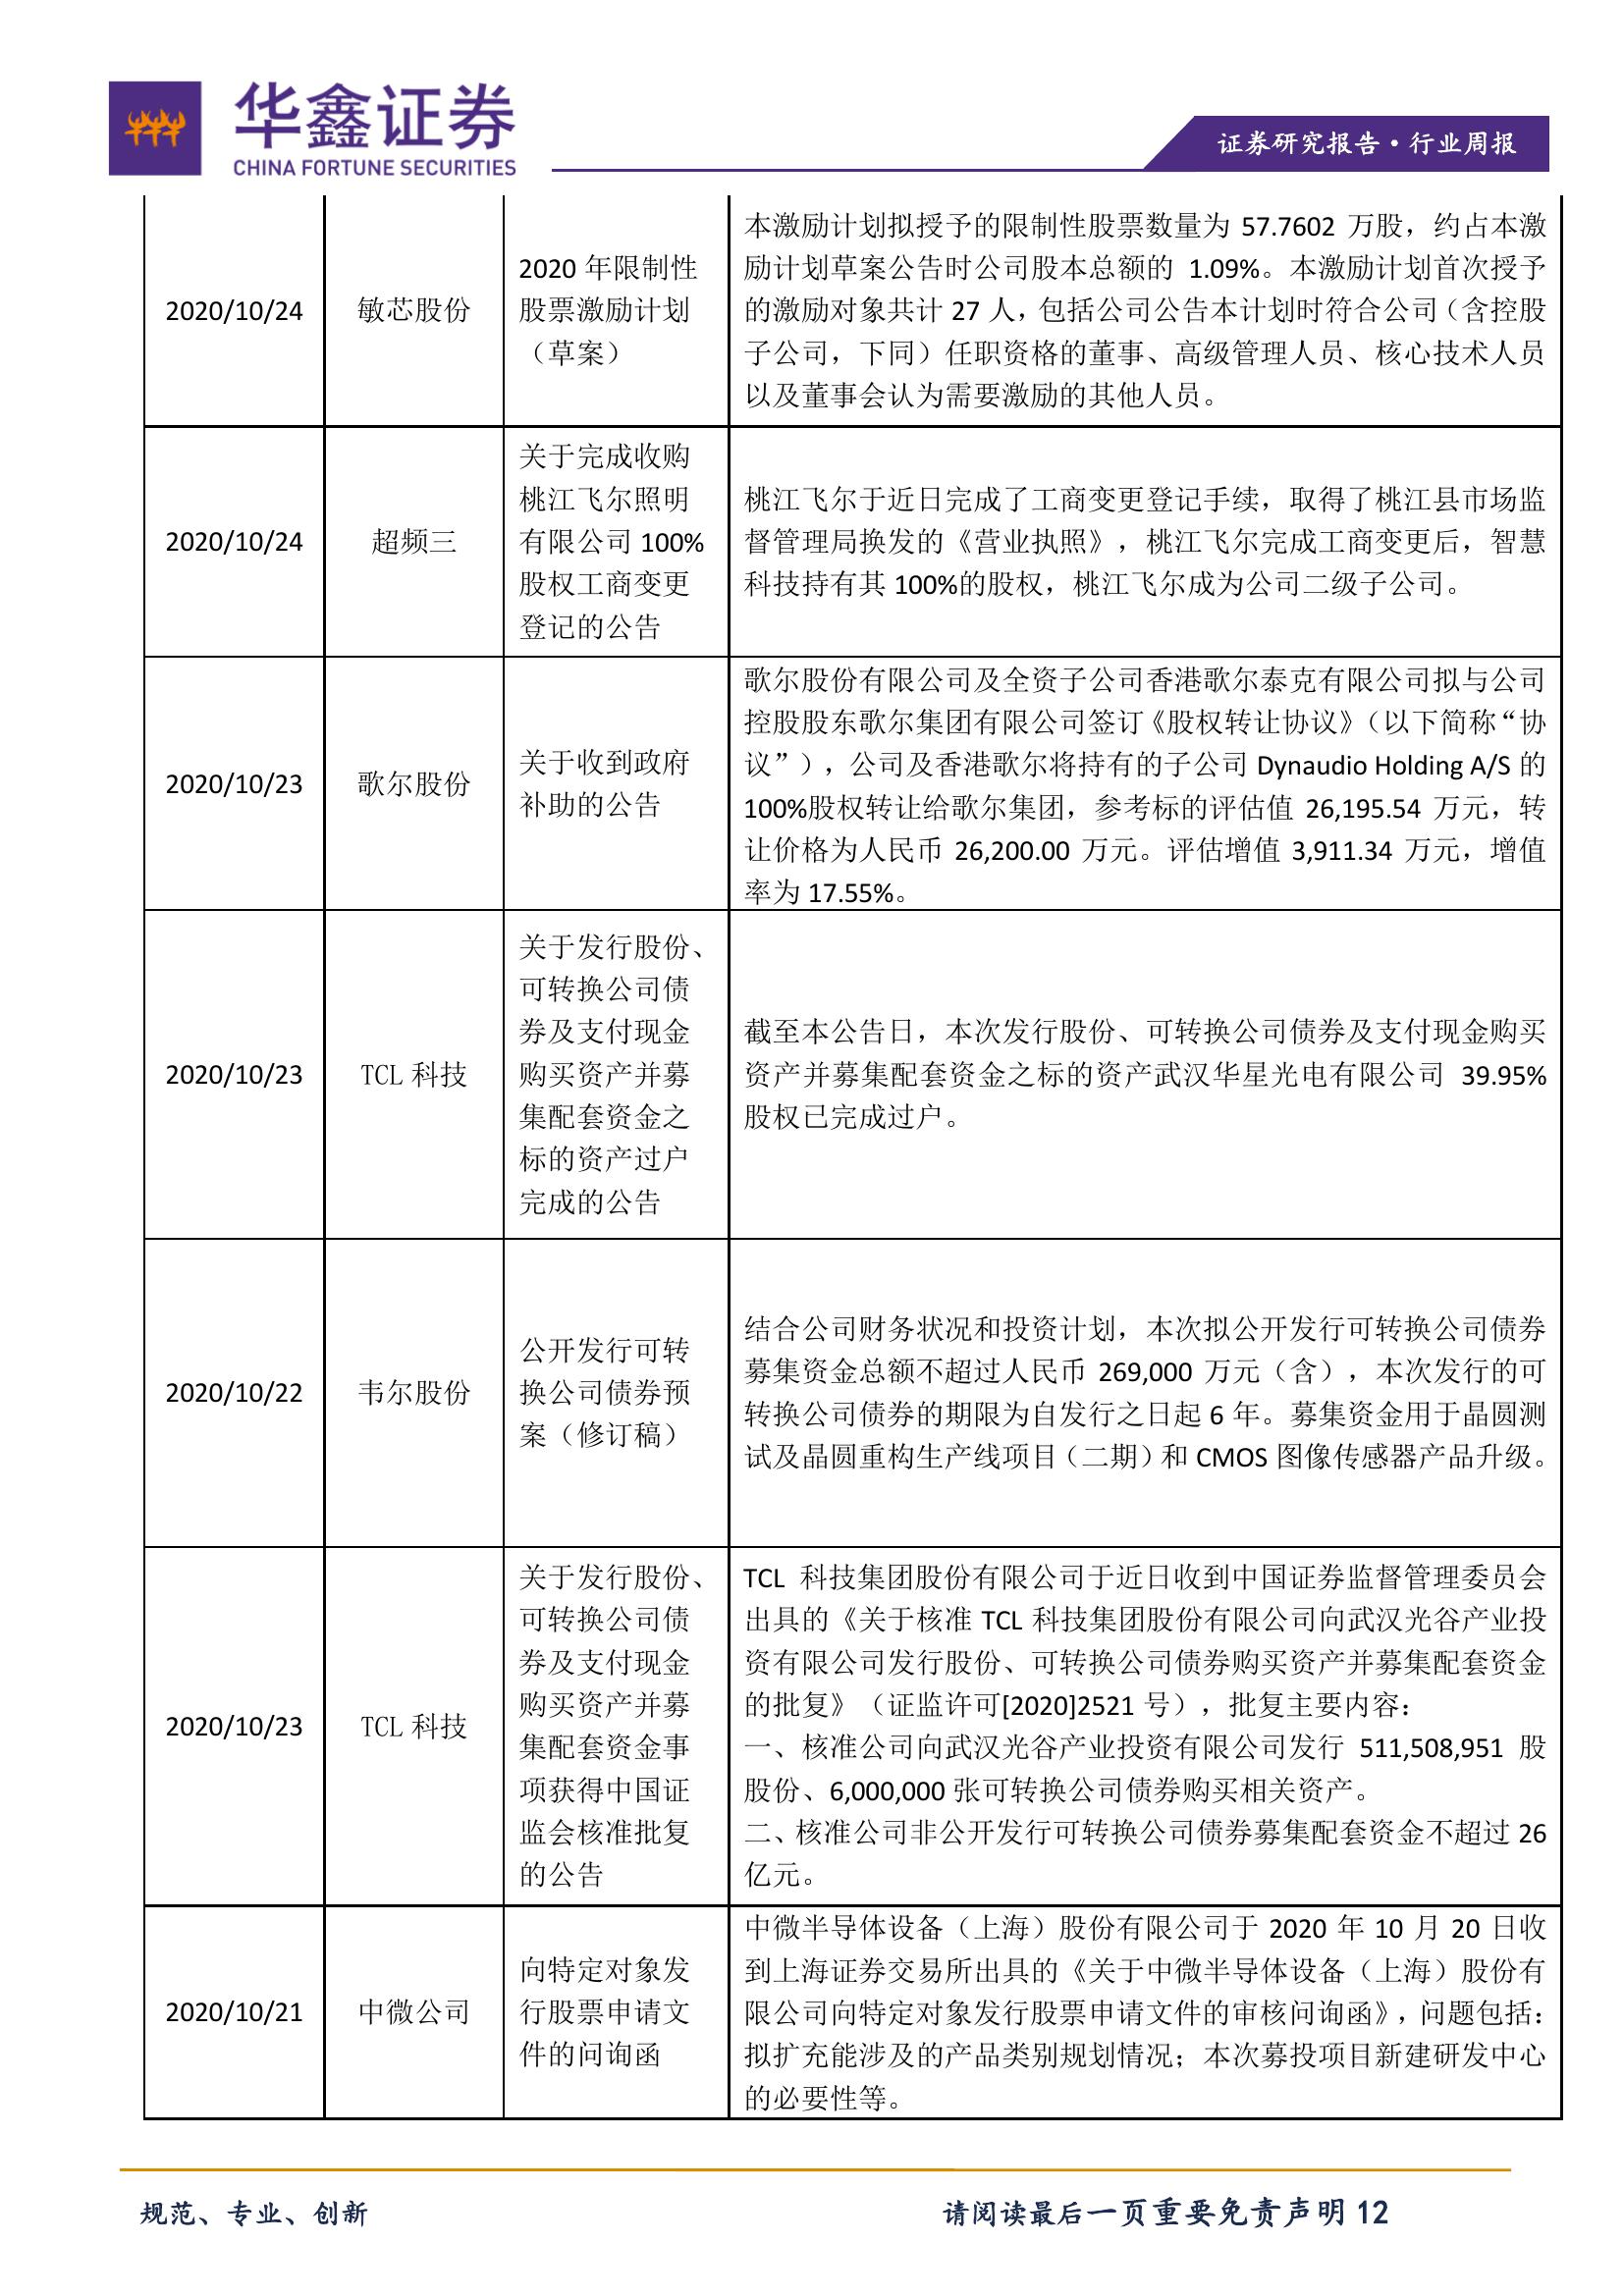 华鑫证券
CHINA FORTUNE SECURITIES
证券研究报告·行业周报
2020/10/24
敏芯股份
2020 年限制性
股票激励计划
（草案）
本激励计划拟授予的限制性股票数量为 57.7602 万股，约占本激
励计划草案公告时公司股本总额的 1.09%。本激励计划首次授予
的激励对象共计 27 人，包括公司公告本计划时符合公司（含控股
子公司，下同）任职资格的董事、高级管理人员、核心技术人员
以及董事会认为需要激励的其他人员。
2020/10/24
超频三
关于完成收购
桃江飞尔照明
有限公司 100%
股权工商变更
登记的公告
桃江飞尔于近日完成了工商变更登记手续，取得了桃江县市场监
督管理局换发的《营业执照》，桃江飞尔完成工商变更后，智慧
科技持有其 100%的股权，桃江飞尔成为公司二级子公司。
2020/10/23
歌尔股份
关于收到政府
补助的公告
歌尔股份有限公司及全资子公司香港歌尔泰克有限公司拟与公司
控股股东歌尔集团有限公司签订《股权转让协议》（以下简称“协
议”），公司及香港歌尔将持有的子公司 Dynaudio Holding A/S 的
100%股权转让给歌尔集团，参考标的评估值 26,195.54 万元，转
让价格为人民币 26,200.00 万元。评估增值 3,911.34 万元，增值
率为 17.55%。
2020/10/23
TCL 科技
关于发行股份、
可转换公司债
券及支付现金
购买资产并募
集配套资金之
标的资产过户
完成的公告
截至本公告日，本次发行股份、可转换公司债券及支付现金购买
资产并募集配套资金之标的资产武汉华星光电有限公司 39.95%
股权已完成过户。
2020/10/22
韦尔股份
公开发行可转
换公司债券预
案（修订稿）
结合公司财务状况和投资计划，本次拟公开发行可转换公司债券
募集资金总额不超过人民币 269,000 万元（含），本次发行的可
转换公司债券的期限为自发行之日起 6 年。募集资金用于晶圆测
试及晶圆重构生产线项目（二期）和 CMOS 图像传感器产品升级。
2020/10/23
TCL 科技
关于发行股份、
可转换公司债
券及支付现金
购买资产并募
集配套资金事
项获得中国证
监会核准批复
的公告
TCL 科技集团股份有限公司于近日收到中国证券监督管理委员会
出具的《关于核准 TCL 科技集团股份有限公司向武汉光谷产业投
资有限公司发行股份、可转换公司债券购买资产并募集配套资金
的批复》（证监许可[2020]2521 号），批复主要内容：
一、核准公司向武汉光谷产业投资有限公司发行 511,508,951 股
股份、6,000,000 张可转换公司债券购买相关资产。
二、核准公司非公开发行可转换公司债券募集配套资金不超过 26
亿元。
2020/10/21
中微公司
向特定对象发
行股票申请文
件的问询函
中微半导体设备（上海）股份有限公司于 2020 年 10 月 20 日收
到上海证券交易所出具的《关于中微半导体设备（上海）股份有
限公司向特定对象发行股票申请文件的审核问询函》，问题包括：
拟扩充能涉及的产品类别规划情况；本次募投项目新建研发中心
的必要性等。
规范、专业、创新
请阅读最后一页重要免责声明 12